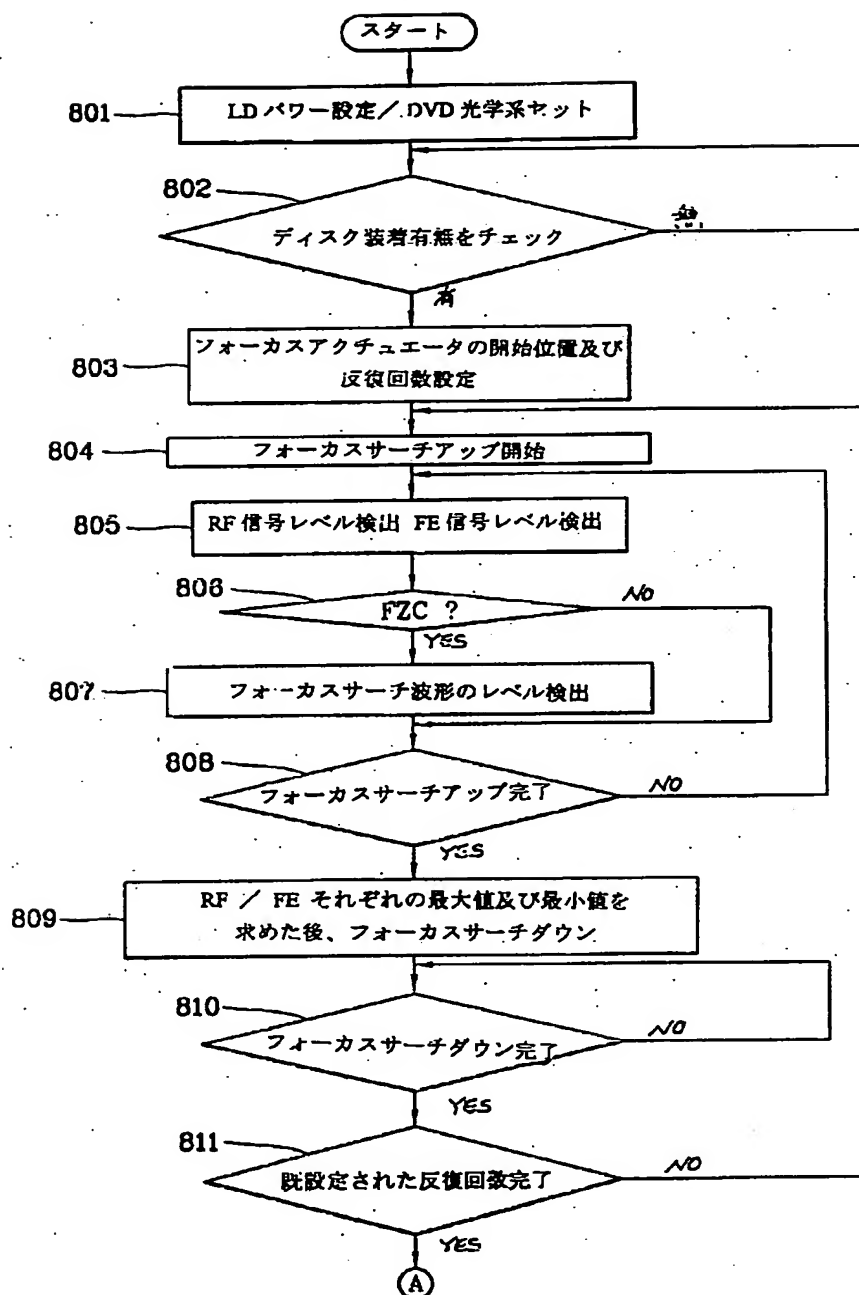 スタート
801
LD パワー設定／DVD 光学系セット
802
ディスク装着有無をチェック
無
有
803
フォーカスアクチュエータの開始位置及び
反復回数設定
804
フォーカスサーチアップ開始
805
RF 信号レベル検出 FE 信号レベル検出
806
FZC ?
NO
YES
807
フォーカスサーチ波形のレベル検出
808
フォーカスサーチアップ完了
NO
YES
809
RF ／ FE それぞれの最大値及び最小値を
求めた後、フォーカスサーチダウン
810
フォーカスサーチダウン完了
NO
YES
811
既設定された反復回数完了
NO
YES
A